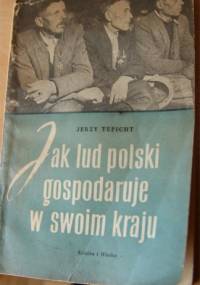 JERZY TEPICHT
Jak lud polski
gospodaruje
w swoim kraju
Książka i Wiedza